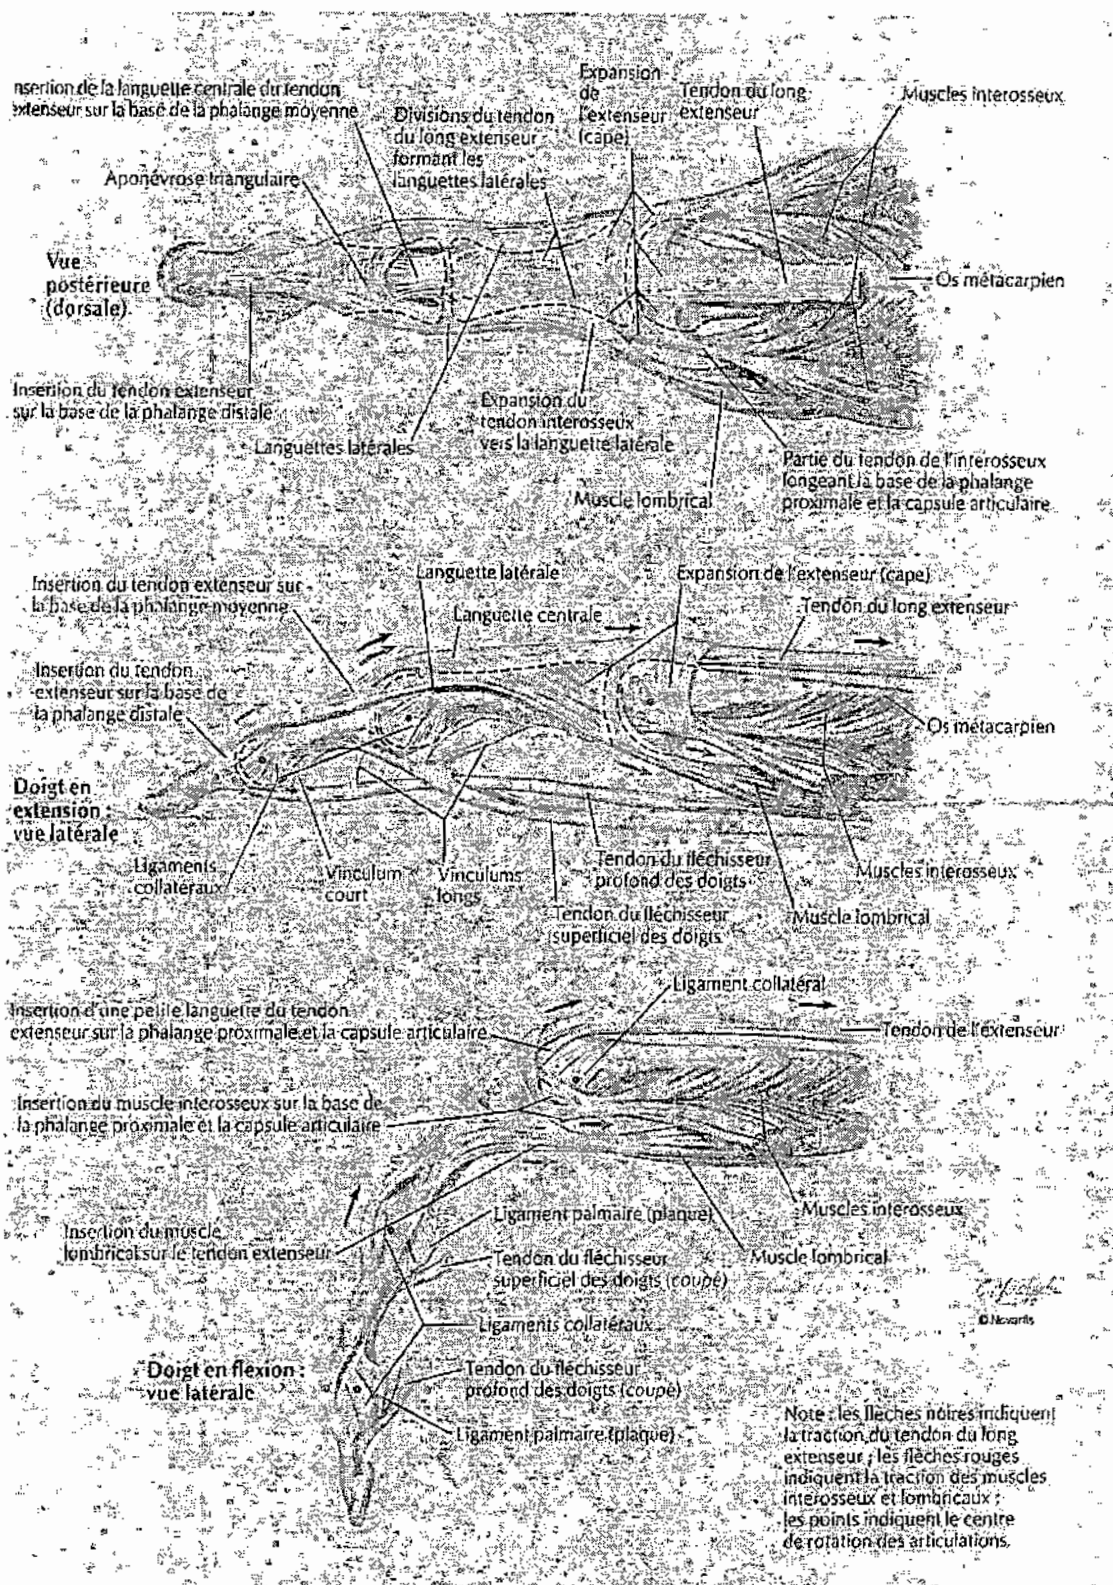 nsertion de la languette centrale du tendon
extenseur sur la base de la phalange moyenne
Divisions du tendon
du long extenseur
formant les
languettes latérales
Expansion
de
l'extenseur
(cape)
Tendon du long
extenseur
Muscles interosseux
Aponévrose triangulaire
Vue
postérieure
(dorsale)
Os métacarpien
Insertion du tendon extenseur
sur la base de la phalange distale
Languettes latérales
Expansion du
tendon interosseux
vers la languette latérale
Muscle lombrical
Partie du tendon de l'interosseux
longeant la base de la phalange
proximale et la capsule articulaire
Insertion du tendon extenseur sur
la base de la phalange moyenne
Languette latérale
Languette centrale
Expansion de l'extenseur (cape)
Tendon du long extenseur
Insertion du tendon
extenseur sur la base de
la phalange distale
Os métacarpien
Doigt en
extension :
vue latérale
Ligaments
collatéraux
Vinculum
court
Vinculums
longs
Tendon du fléchisseur
profond des doigts
Tendon du fléchisseur
superficiel des doigts
Muscles interosseux
Muscle lombrical
Ligament collatéral
Insertion d'une petite languette du tendon
extenseur sur la phalange proximale et la capsule articulaire
Tendon de l'extenseur
Insertion du muscle interosseux sur la base de
la phalange proximale et la capsule articulaire
Insertion du muscle
lombrical sur le tendon extenseur
Ligament palmaire (plaque)
Tendon du fléchisseur
superficiel des doigts (coupé)
Muscles interosseux
Muscle lombrical
Ligaments collatéraux
©Novartis
Doigt en flexion :
vue latérale
Tendon du fléchisseur
profond des doigts (coupé)
Ligament palmaire (plaque)
Note : les flèches noires indiquent
la traction du tendon du long
extenseur ; les flèches rouges
indiquent la traction des muscles
interosseux et lombricaux ;
les points indiquent le centre
de rotation des articulations.